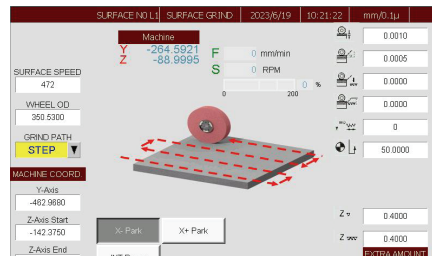 SURFACE NO L1 SURFACE GRIND 2023/6/19 10:21:22 mm/0.1µ
Machine
Y -264.5921
Z -88.9995
F 0 mm/min
S 0 RPM
0 %
0 200
SURFACE SPEED
472
WHEEL OD
350.5300
GRIND PATH
STEP
MACHINE COORD.
Y-Axis
-462.9680
Z-Axis Start
-142.3750
Z-Axis End
X- Park X+ Park
0.0010
0.0005
0.0000
0.0000
0
50.0000
Z 0.4000
Z 0.4000
EXTRA AMOUNT